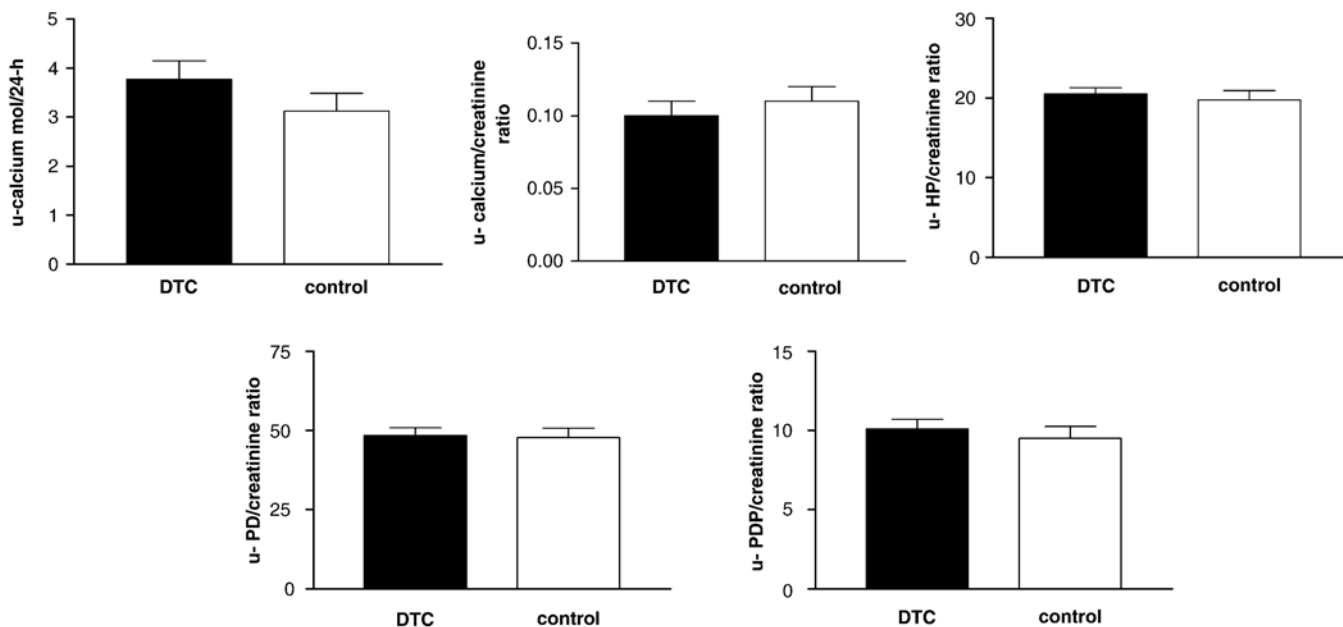 u-calcium mol/24-h
5
4
3
2
1
0
DTC control
u- calcium/creatinine
ratio
0.15
0.10
0.05
0.00
DTC control
u- HP/creatinine ratio
30
20
10
0
DTC control
u- PD/creatinine ratio
75
50
25
0
DTC control
u- PDP/creatinine ratio
15
10
5
0
DTC control